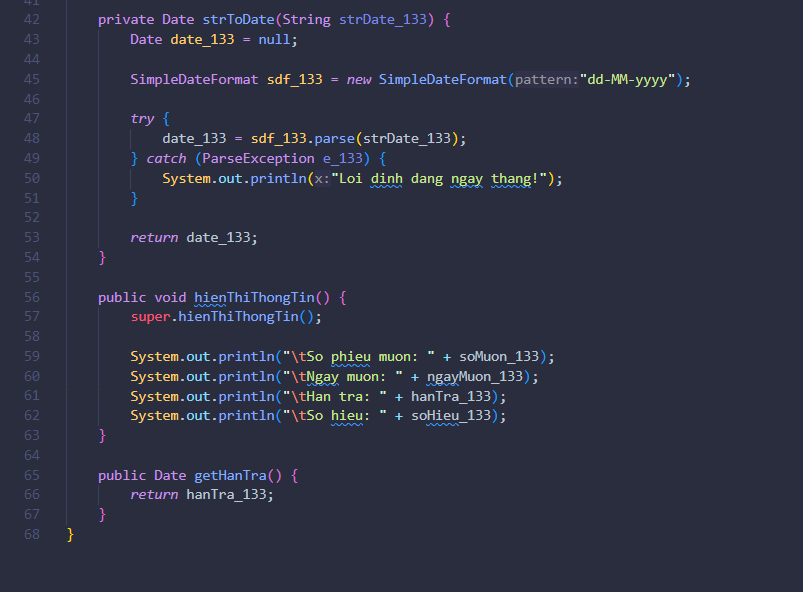 41
42 private Date strToDate(String strDate_133) {
43 Date date_133 = null;
44
45 SimpleDateFormat sdf_133 = new SimpleDateFormat(pattern:"dd-MM-yyyy");
46
47 try {
48 date_133 = sdf_133.parse(strDate_133);
49 } catch (ParseException e_133) {
50 System.out.println(x:"Loi dinh dang ngay thang!");
51 }
52
53 return date_133;
54 }
55
56 public void hienThiThongTin() {
57 super.hienThiThongTin();
58
59 System.out.println("\tSo phieu muon: " + soMuon_133);
60 System.out.println("\tNgay muon: " + ngayMuon_133);
61 System.out.println("\tHan tra: " + hanTra_133);
62 System.out.println("\tSo hieu: " + soHieu_133);
63 }
64
65 public Date getHanTra() {
66 return hanTra_133;
67 }
68 }